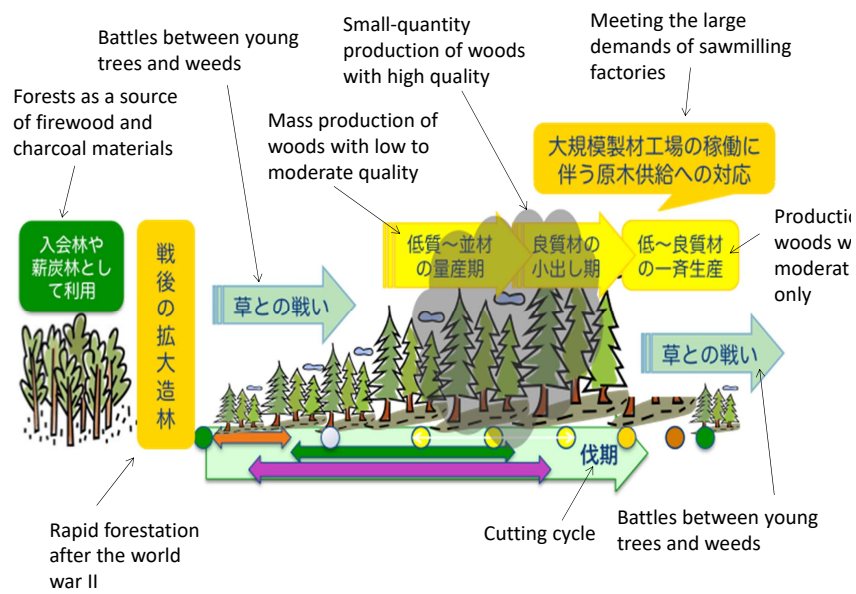 Battles between young
trees and weeds
Small-quantity
production of woods
with high quality
Meeting the large
demands of sawmilling
factories
Forests as a source
of firewood and
charcoal materials
Mass production of
woods with low to
moderate quality
大規模製材工場の稼働に
伴う原木供給への対応
入会林や
薪炭林とし
て利用
戦後の拡大造林
草との戦い
低質～並材
の量産期
良質材の
小出し期
低～良質材
の一斉生産
woods
only
草との戦い
伐期
Rapid forestation
after the world
war II
Cutting cycle
Battles between young
trees and weeds